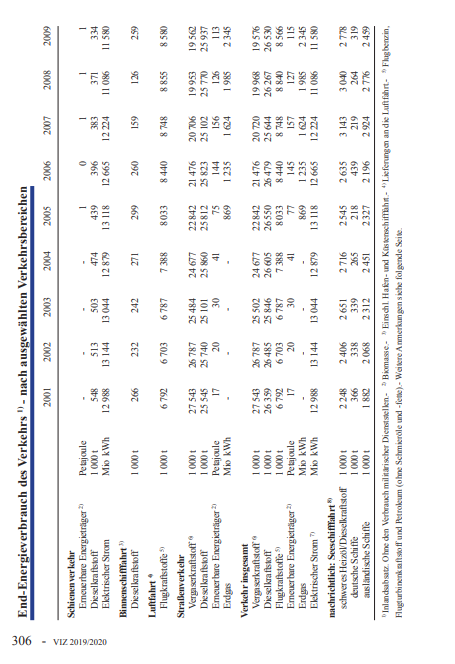 306 - VIZ 2019/2020
End-Energieverbrauch des Verkehrs 1) - nach ausgewählten Verkehrsbereichen
2001 2002 2003 2004 2005 2006 2007 2008 2009
Schienenverkehr
Erneuerbare Energieträger 2) Petajoule - - - - 1 0 1 1 1
Dieselkraftstoff 1 000 t 548 513 503 474 439 396 383 371 334
Elektrischer Strom Mio kWh 12 988 13 144 13 044 12 879 13 118 12 665 12 224 11 086 11 580
Binnenschifffahrt 3)
Dieselkraftstoff 1 000 t 266 232 242 271 299 260 159 126 259
Luftfahrt 4)
Flugkraftstoffe 5) 1 000 t 6 792 6 703 6 787 7 388 8 033 8 440 8 748 8 855 8 580
Straßenverkehr
Vergaserkraftstoff 6) 1 000 t 27 543 26 787 25 484 24 677 22 842 21 476 20 706 19 953 19 562
Dieselkraftstoff 1 000 t 25 545 25 740 25 101 25 860 25 812 25 823 25 102 25 770 25 937
Erneuerbare Energieträger 2) Petajoule 17 20 30 41 75 144 156 126 113
Erdgas Mio kWh - - - - 869 1 235 1 624 1 985 2 345
Verkehr insgesamt
Vergaserkraftstoff 6) 1 000 t 27 543 26 787 25 502 24 677 22 842 21 476 20 720 19 968 19 576
Dieselkraftstoff 1 000 t 26 359 26 485 25 846 26 605 26 550 26 479 25 644 26 267 26 530
Flugkraftstoffe 5) 1 000 t 6 792 6 703 6 787 7 388 8 033 8 440 8 748 8 840 8 566
Erneuerbare Energieträger 2) Petajoule 17 20 30 41 77 145 157 127 115
Erdgas Mio kWh - - - - 869 1 235 1 624 1 985 2 345
Elektrischer Strom 7) Mio kWh 12 988 13 144 13 044 12 879 13 118 12 665 12 224 11 086 11 580
nachrichtlich: Seeschifffahrt 8)
schweres Heizöl/Dieselkraftstoff 1 000 t 2 248 2 406 2 651 2 716 2 545 2 635 3 143 3 040 2 778
deutsche Schiffe 1 000 t 366 338 339 265 218 439 219 264 319
ausländische Schiffe 1 000 t 1 882 2 068 2 312 2 451 2 327 2 196 2 924 2 776 2 459
1) Inlandsabsatz. Ohne den Verbrauch militärischer Dienststellen.- 2) Biomasse.- 3) Einschl. Hafen- und Küstenschifffahrt.- 4) Lieferungen an die Luftfahrt.- 5) Flugbenzin,
Flugturbinenkraftstoff und Petroleum (ohne Schmieröle und -fette).- Weitere Anmerkungen siehe folgende Seite.